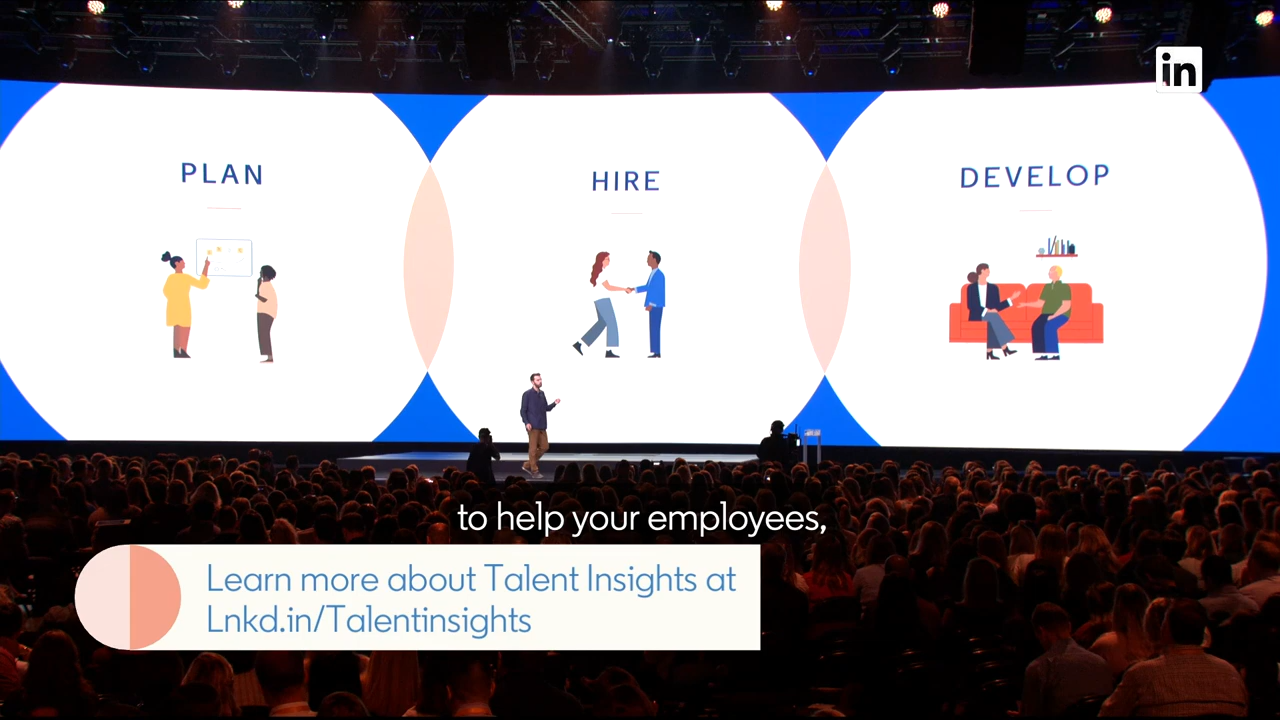 in
PLAN
HIRE
DEVELOP
to help your employees,
Learn more about Talent Insights at
Lnkd.in/Talentinsights